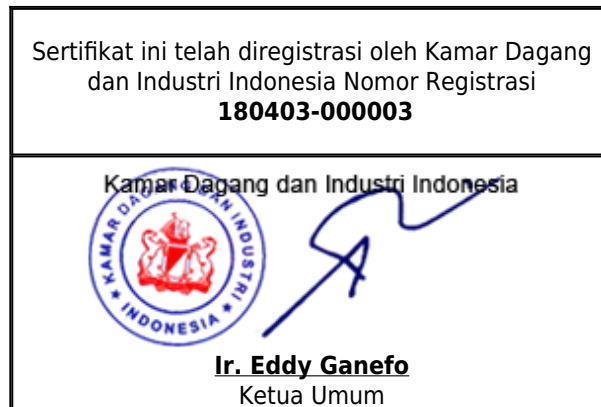 Sertifikat ini telah diregistrasi oleh Kamar Dagang
dan Industri Indonesia Nomor Registrasi
180403-000003
Kamar Dagang dan Industri Indonesia
KAMAR DAGANG DAN INDUSTRI
INDONESIA
Ir. Eddy Ganefo
Ketua Umum